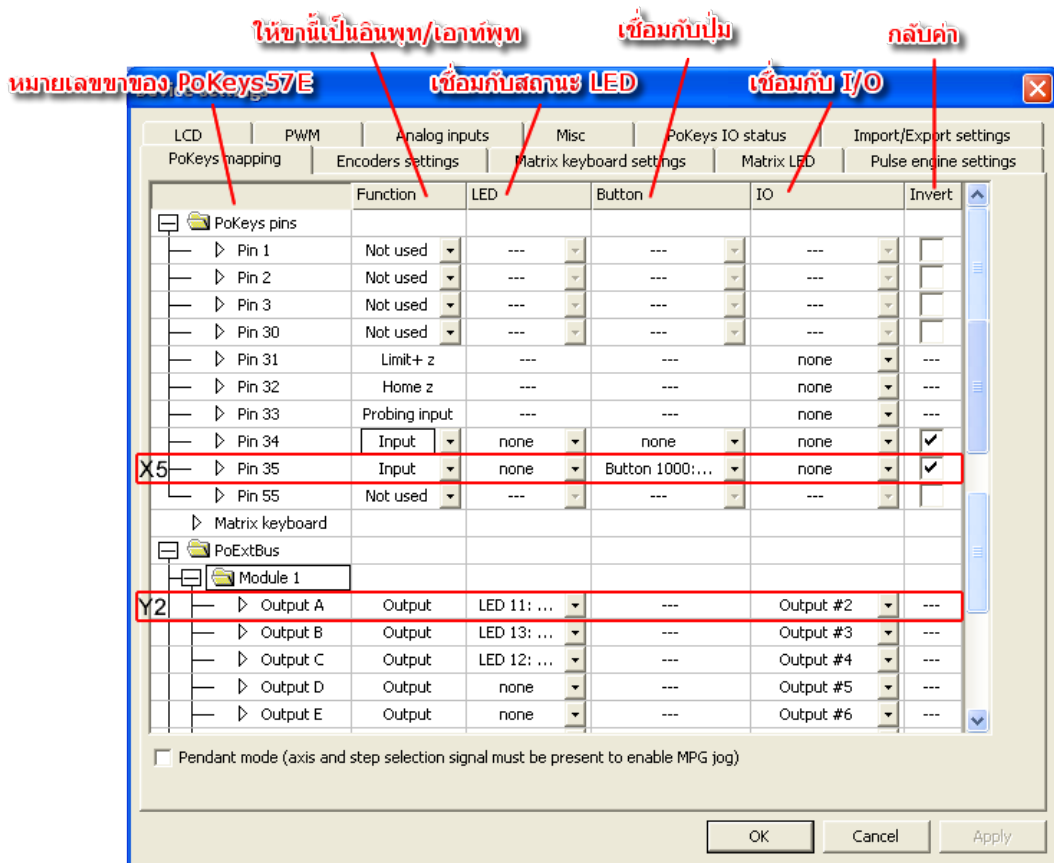 ให้ขานี้เป็นอินพุท/เอาท์พุท
เชื่อมกับปุ่ม
กลับค่า
หมายเลขขาของ PoKeys57E
เชื่อมกับสถานะ LED
เชื่อมกับ I/O
LCD PWM Analog inputs Misc PoKeys IO status Import/Export settings
PoKeys mapping Encoders settings Matrix keyboard settings Matrix LED Pulse engine settings
Function LED Button IO Invert
PoKeys pins
Pin 1 Not used --- --- ---
Pin 2 Not used --- --- ---
Pin 3 Not used --- --- ---
Pin 30 Not used --- --- ---
Pin 31 Limit+ z --- --- none ---
Pin 32 Home z --- --- none ---
Pin 33 Probing input --- --- none ---
Pin 34 Input none none none
X5 Pin 35 Input none Button 1000:... none
Pin 55 Not used --- --- ---
Matrix keyboard
PoExtBus
Module 1
Y2 Output A Output LED 11: ... --- Output #2 ---
Output B Output LED 13: ... --- Output #3 ---
Output C Output LED 12: ... --- Output #4 ---
Output D Output none --- Output #5 ---
Output E Output none --- Output #6 ---
Pendant mode (axis and step selection signal must be present to enable MPG jog)
OK Cancel Apply